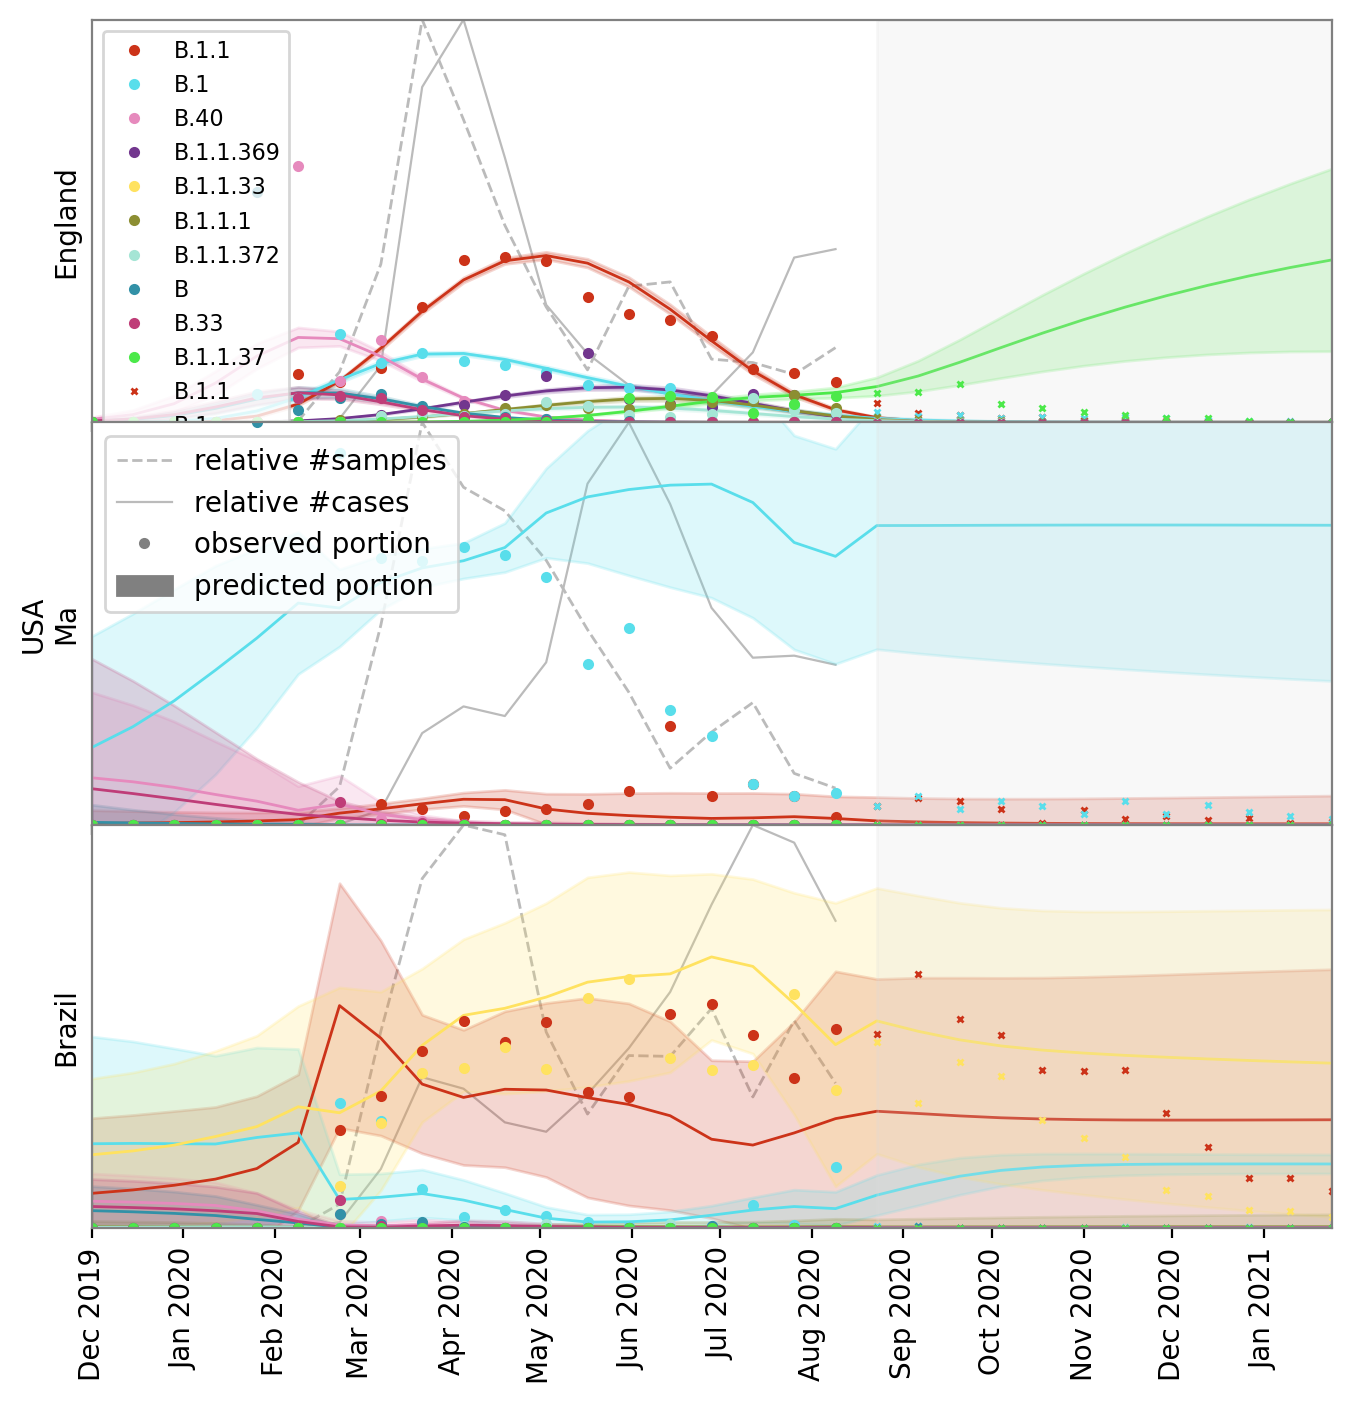 B.1.1
B.1
B.40
B.1.1.369
B.1.1.33
B.1.1.1
B.1.1.372
B
B.33
B.1.1.37
B.1.1
B.1
England
relative #samples
relative #cases
observed portion
predicted portion
USA
Ma
Brazil
Dec 2019
Jan 2020
Feb 2020
Mar 2020
Apr 2020
May 2020
Jun 2020
Jul 2020
Aug 2020
Sep 2020
Oct 2020
Nov 2020
Dec 2020
Jan 2021